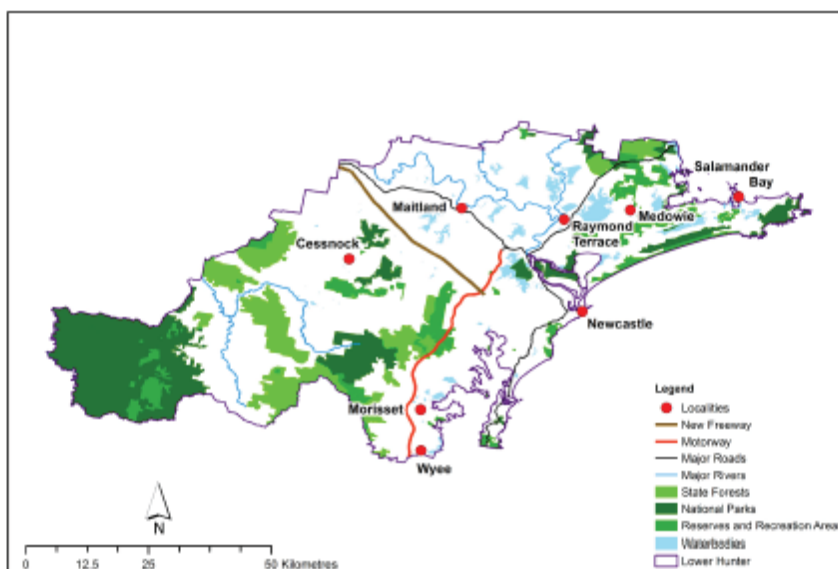 Salamander
Bay
Maitland
Medowie
Raymond
Terrace
Cessnock
Newcastle
Morisset
Wyee
Legend
Localities
New Freeway
Motorway
Major Roads
Major Rivers
State Forests
National Parks
Reserves and Recreation Area
Waterbodies
Lower Hunter
N
0 12.5 25 50 Kilometres